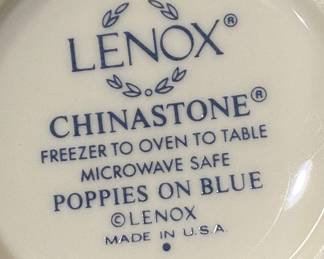 LENOX®
CHINASTONE®
FREEZER TO OVEN TO TABLE
MICROWAVE SAFE
POPPIES ON BLUE
©LENOX
MADE IN U.S.A.